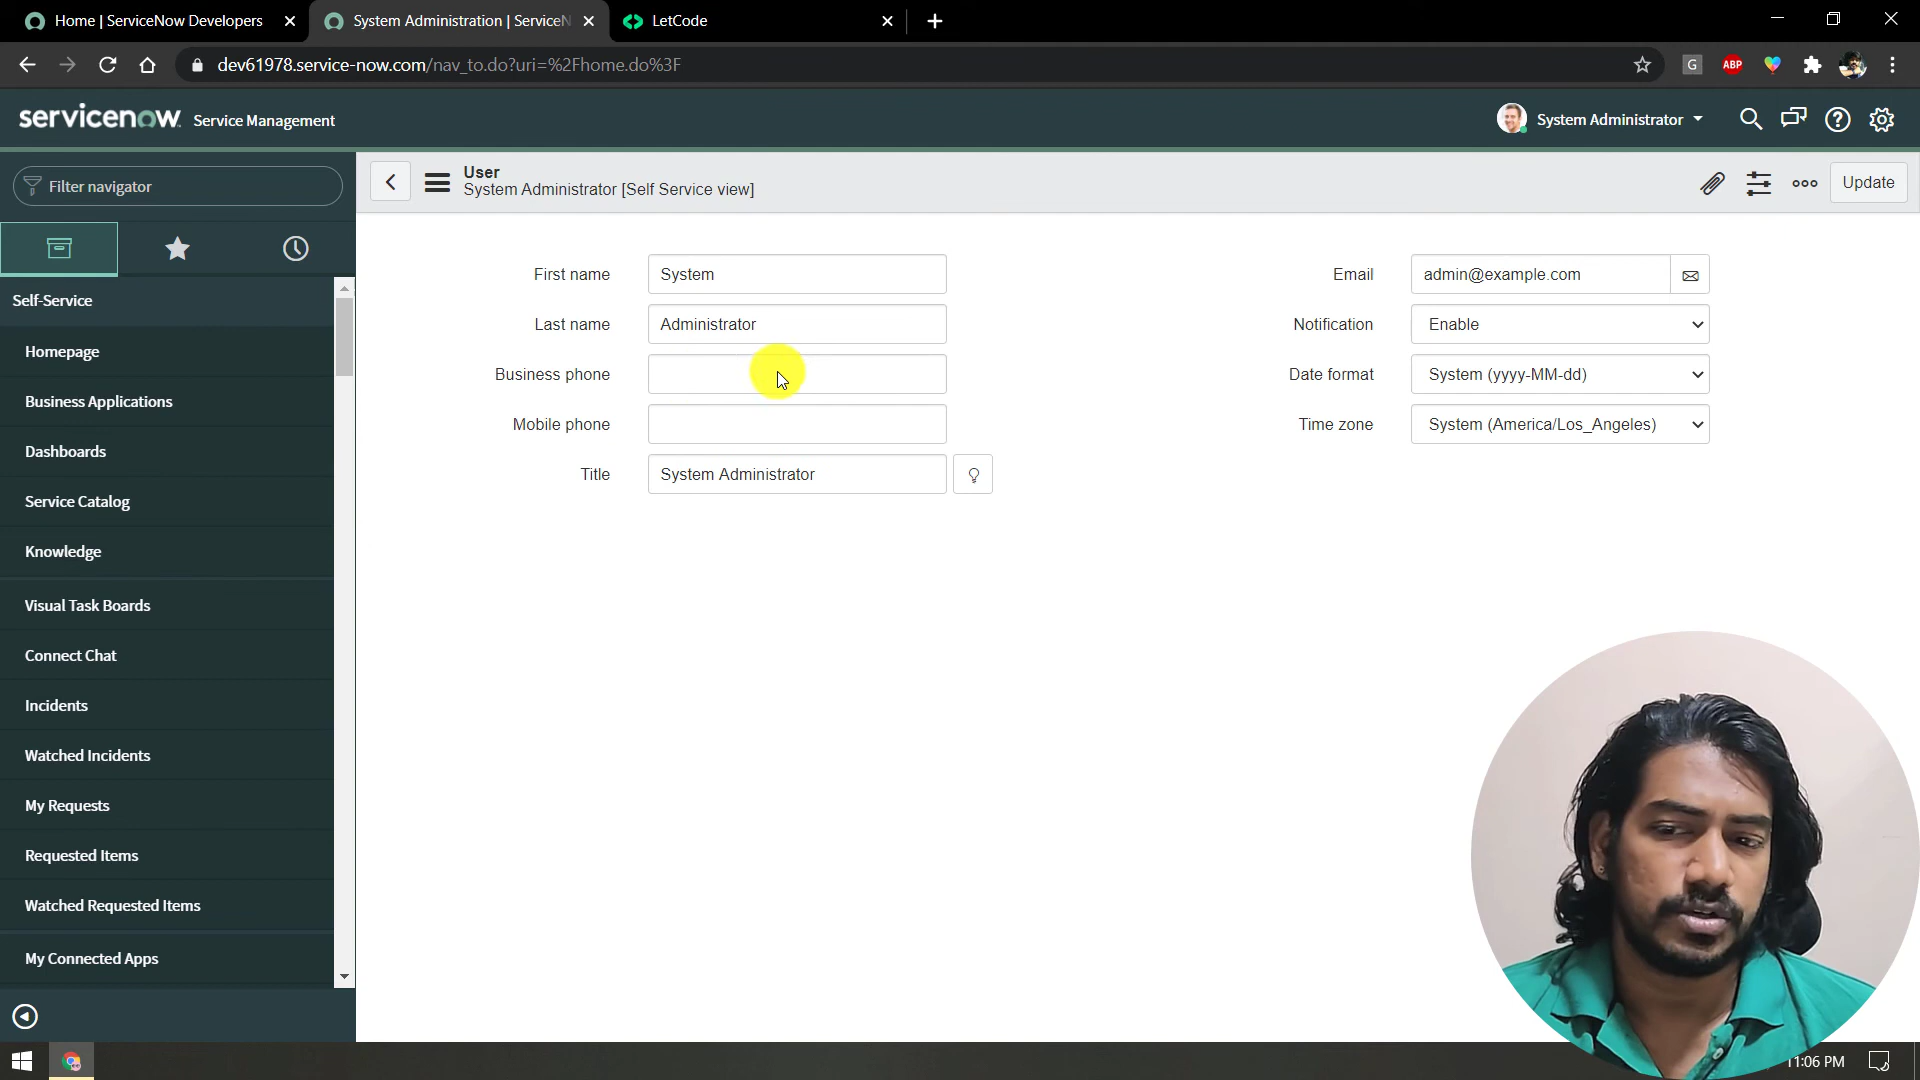 Home | ServiceNow Developers
System Administration | ServiceN
LetCode
dev61978.service-now.com/nav_to.do?uri=%2Fhome.do%3F
G
ABP
servicenow. Service Management
System Administrator
Filter navigator
User
System Administrator [Self Service view]
Update
Self-Service
Homepage
Business Applications
Dashboards
Service Catalog
Knowledge
Visual Task Boards
Connect Chat
Incidents
Watched Incidents
My Requests
Requested Items
Watched Requested Items
My Connected Apps
First name System
Last name Administrator
Business phone
Mobile phone
Title System Administrator
Email admin@example.com
Notification Enable
Date format System (yyyy-MM-dd)
Time zone System (America/Los_Angeles)
11:06 PM